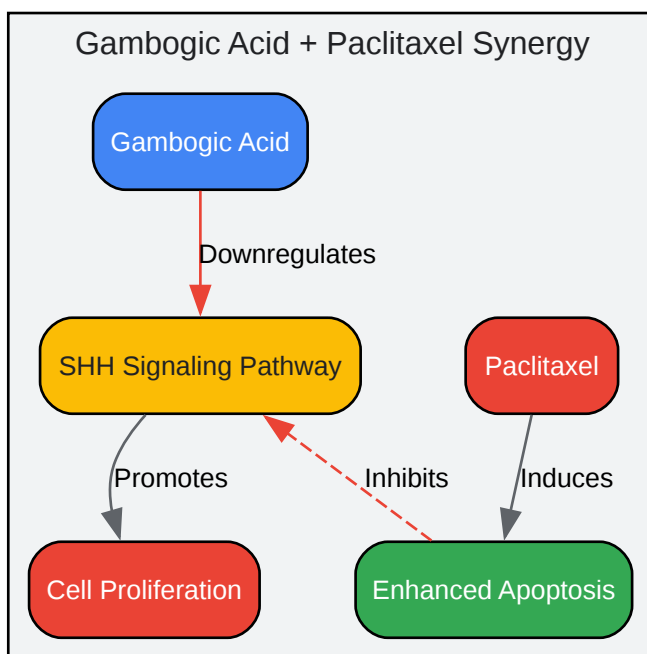 Gambogic Acid + Paclitaxel Synergy
Gambogic Acid
Downregulates
SHH Signaling Pathway
Paclitaxel
Promotes
Inhibits
Induces
Cell Proliferation
Enhanced Apoptosis